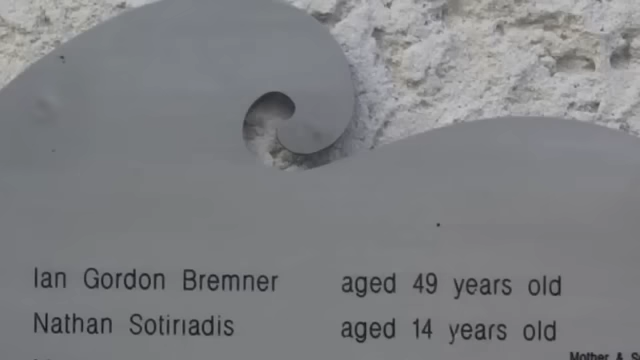 Ian Gordon Bremner aged 49 years old
Nathan Sotiriadis aged 14 years old
Mother &